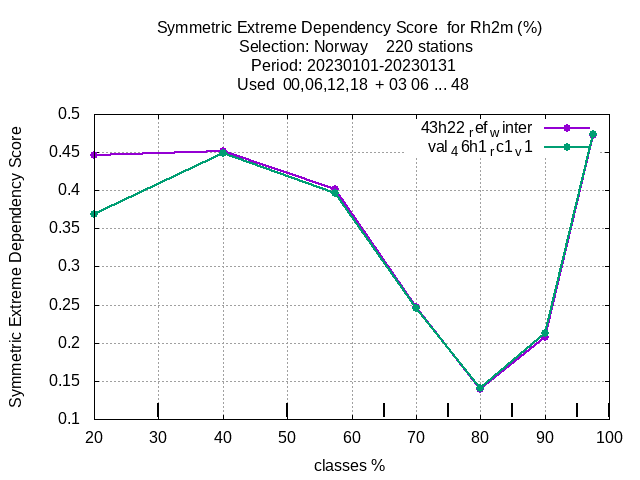 Symmetric Extreme Dependency Score for Rh2m (%)
Selection: Norway 220 stations
Period: 20230101-20230131
Used 00,06,12,18 + 03 06 ... 48
43h22_ref_winter
val_46h1_rc1_v1
0.5
0.45
0.4
0.35
0.3
0.25
0.2
0.15
0.1
Symmetric Extreme Dependency Score
20 30 40 50 60 70 80 90 100
classes %